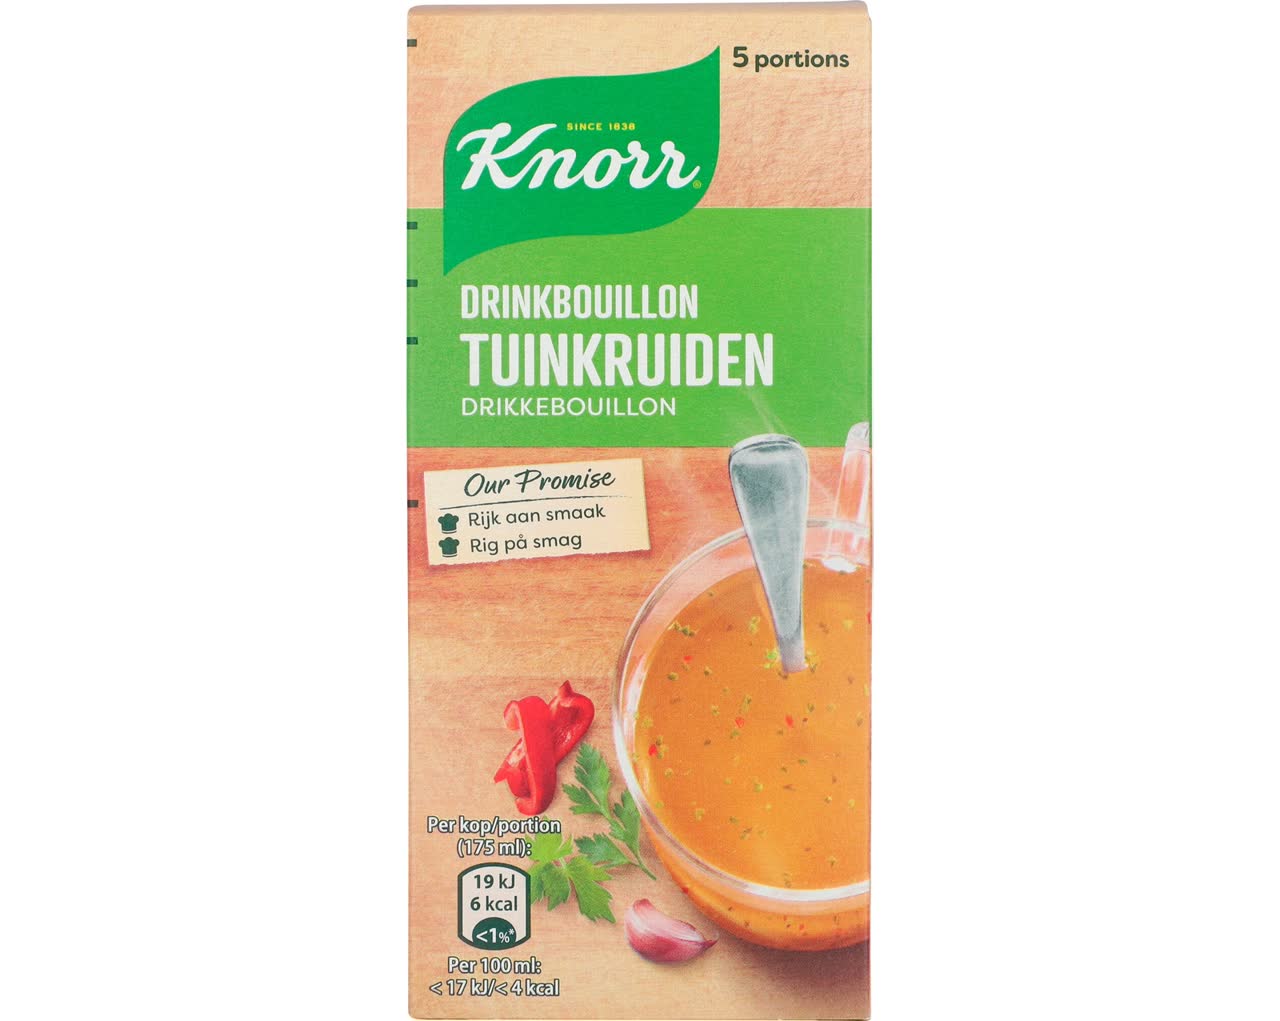 5 portions
SINCE 1838
Knorr®
DRINKBOUILLON
TUINKRUIDEN
DRIKKEBOUILLON
Our Promise
Rijk aan smaak
Rig på smag
Per kop/portion
(175 ml):
19 kJ
6 kcal
<1%*
Per 100 ml:
< 17 kJ/< 4 kcal